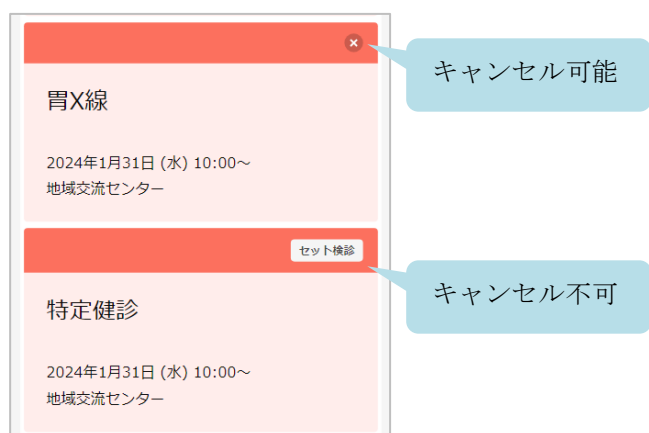 キャンセル可能
胃X線
2024年1月31日 (水) 10:00～
地域交流センター
セット検診
キャンセル不可
特定健診
2024年1月31日 (水) 10:00～
地域交流センター